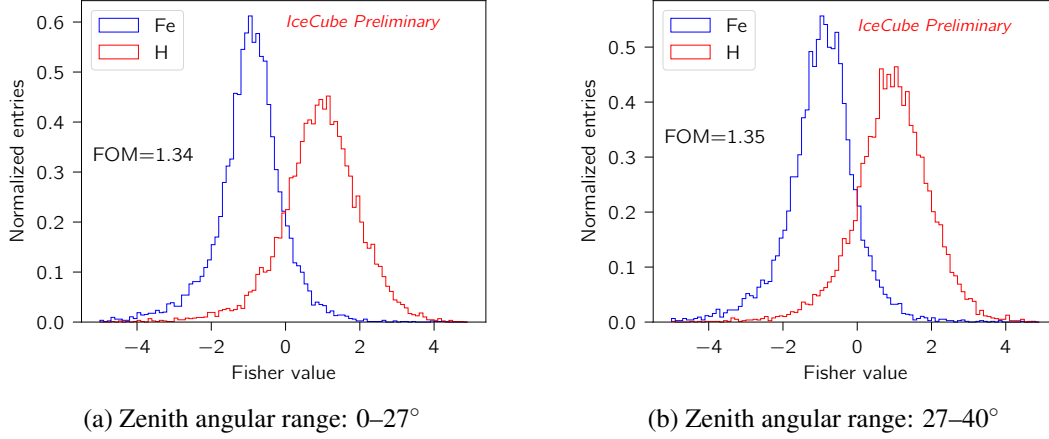 IceCube Preliminary
Fe
H
FOM=1.34
Normalized entries
0.6
0.5
0.4
0.3
0.2
0.1
0.0
−4 −2 0 2 4
Fisher value
(a) Zenith angular range: 0–27°
IceCube Preliminary
Fe
H
FOM=1.35
Normalized entries
0.5
0.4
0.3
0.2
0.1
0.0
−4 −2 0 2 4
Fisher value
(b) Zenith angular range: 27–40°